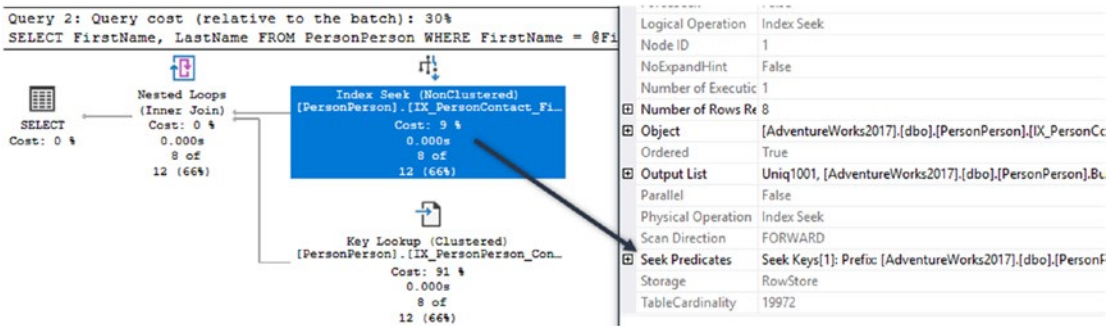 Query 2: Query cost (relative to the batch): 30%
SELECT FirstName, LastName FROM PersonPerson WHERE FirstName = @Fi
SELECT
Cost: 0 %
Nested Loops
(Inner Join)
Cost: 0 %
0.000s
8 of
12 (66%)
Index Seek (NonClustered)
[PersonPerson].[IX_PersonContact_Fi…
Cost: 9 %
0.000s
8 of
12 (66%)
Key Lookup (Clustered)
[PersonPerson].[IX_PersonPerson_Con…
Cost: 91 %
0.000s
8 of
12 (66%)
Logical Operation Index Seek
Node ID 1
NoExpandHint False
Number of Executic 1
Number of Rows Re 8
Object [AdventureWorks2017].[dbo].[PersonPerson].[IX_PersonCc
Ordered True
Output List Uniq1001, [AdventureWorks2017].[dbo].[PersonPerson].Bu
Parallel False
Physical Operation Index Seek
Scan Direction FORWARD
Seek Predicates Seek Keys[1]: Prefix: [AdventureWorks2017].[dbo].[PersonF
Storage RowStore
TableCardinality 19972